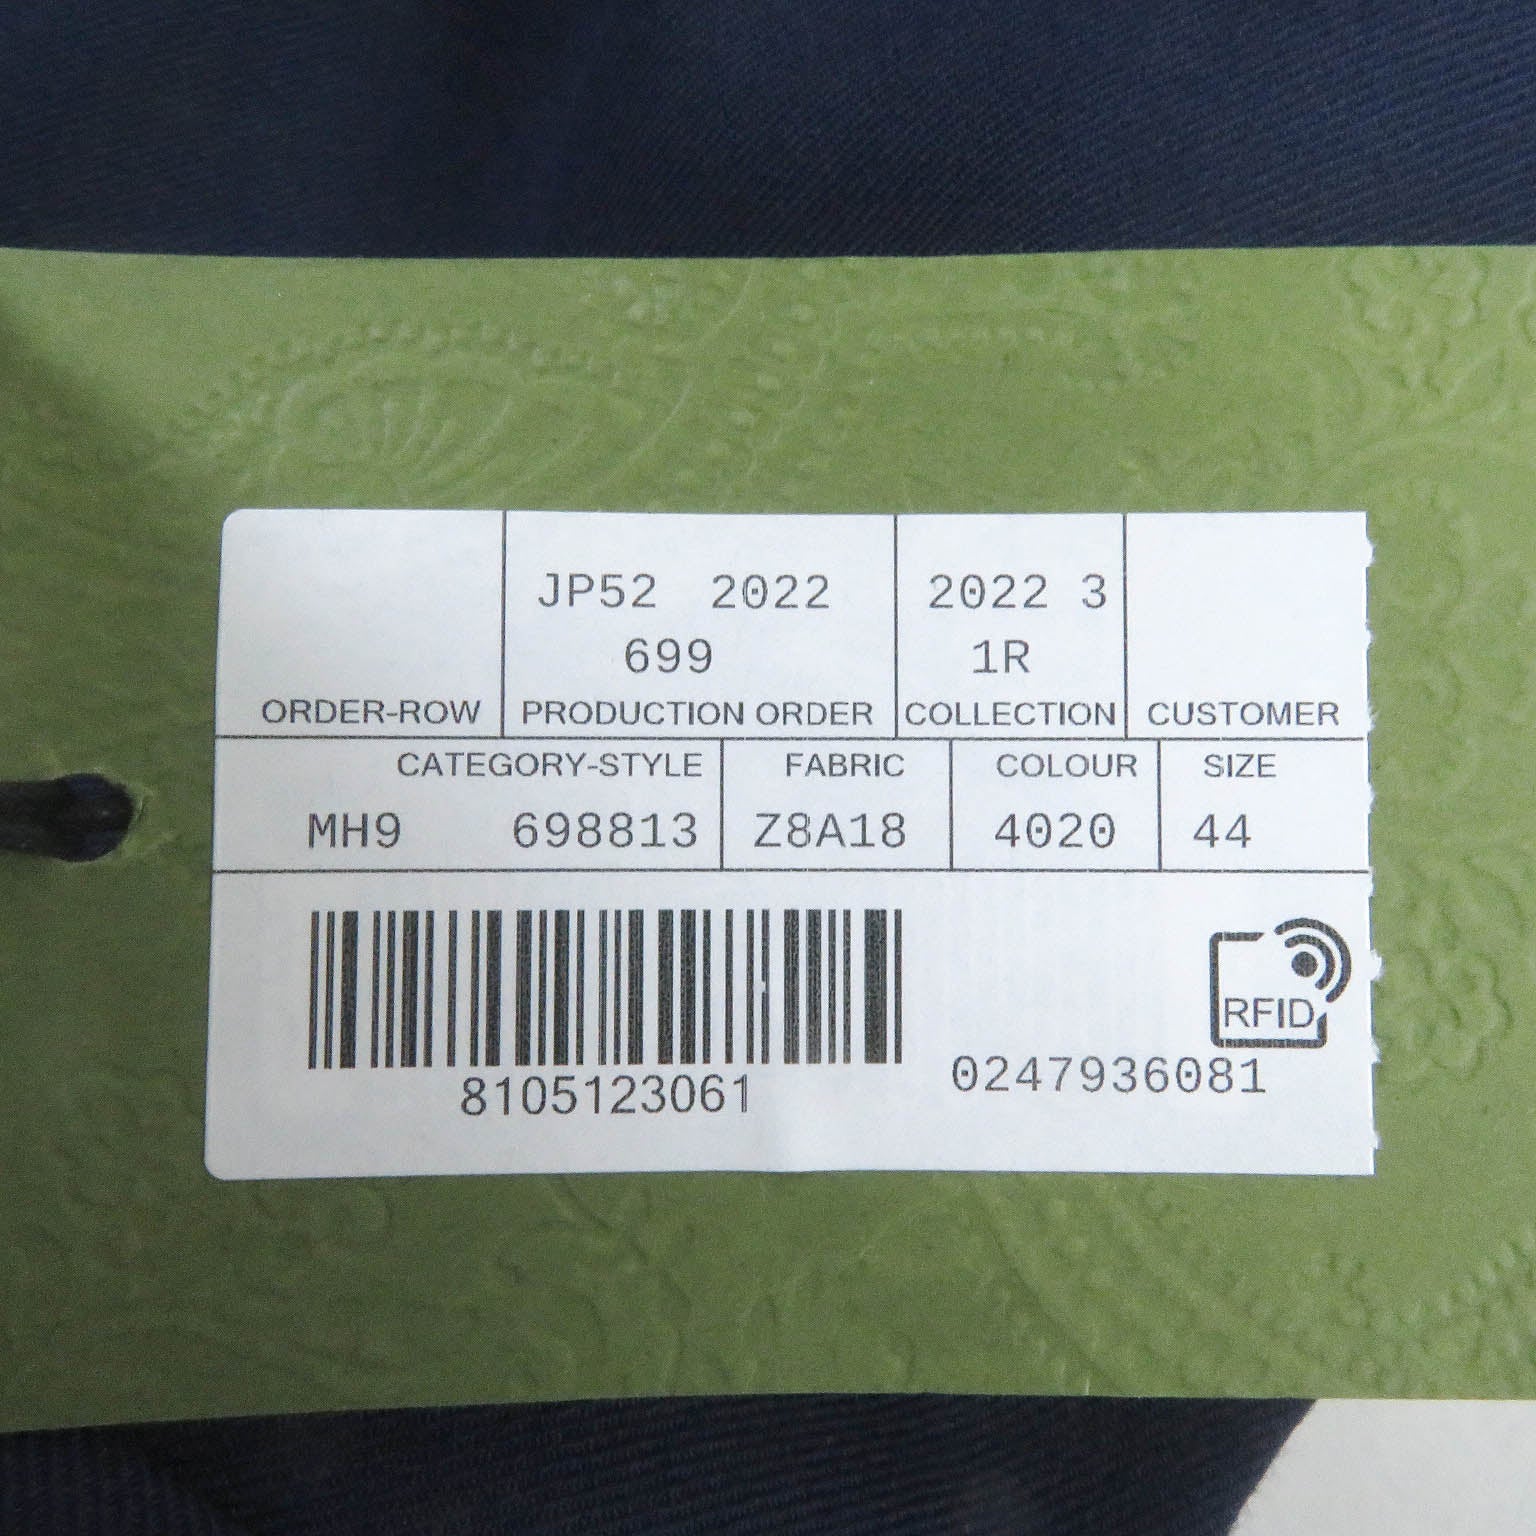 JP52 2022 2022 3
699 1R
ORDER-ROW PRODUCTION ORDER COLLECTION CUSTOMER
CATEGORY-STYLE FABRIC COLOUR SIZE
MH9 698813 Z8A18 4020 44
RFID
8105123061 0247936081